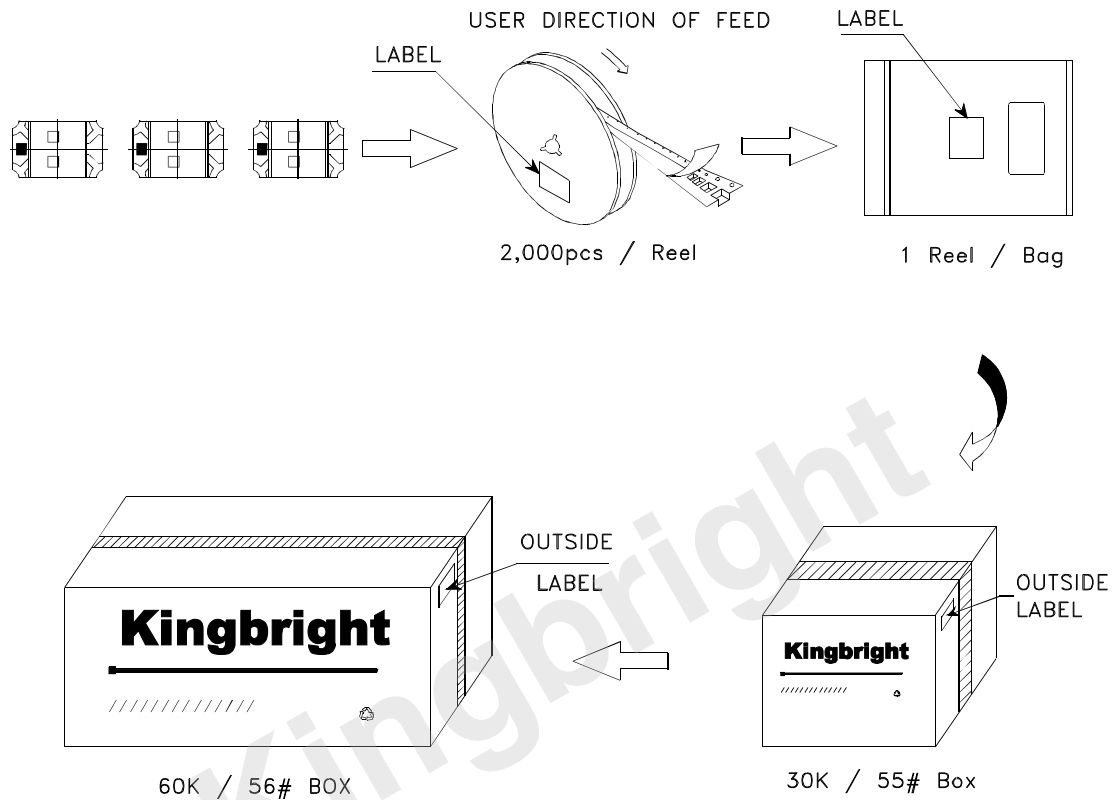 USER DIRECTION OF FEED
LABEL
LABEL
2,000pcs / Reel
1 Reel / Bag
OUTSIDE
LABEL
Kingbright
60K / 56# BOX
OUTSIDE
LABEL
Kingbright
30K / 55# Box
Kingbright